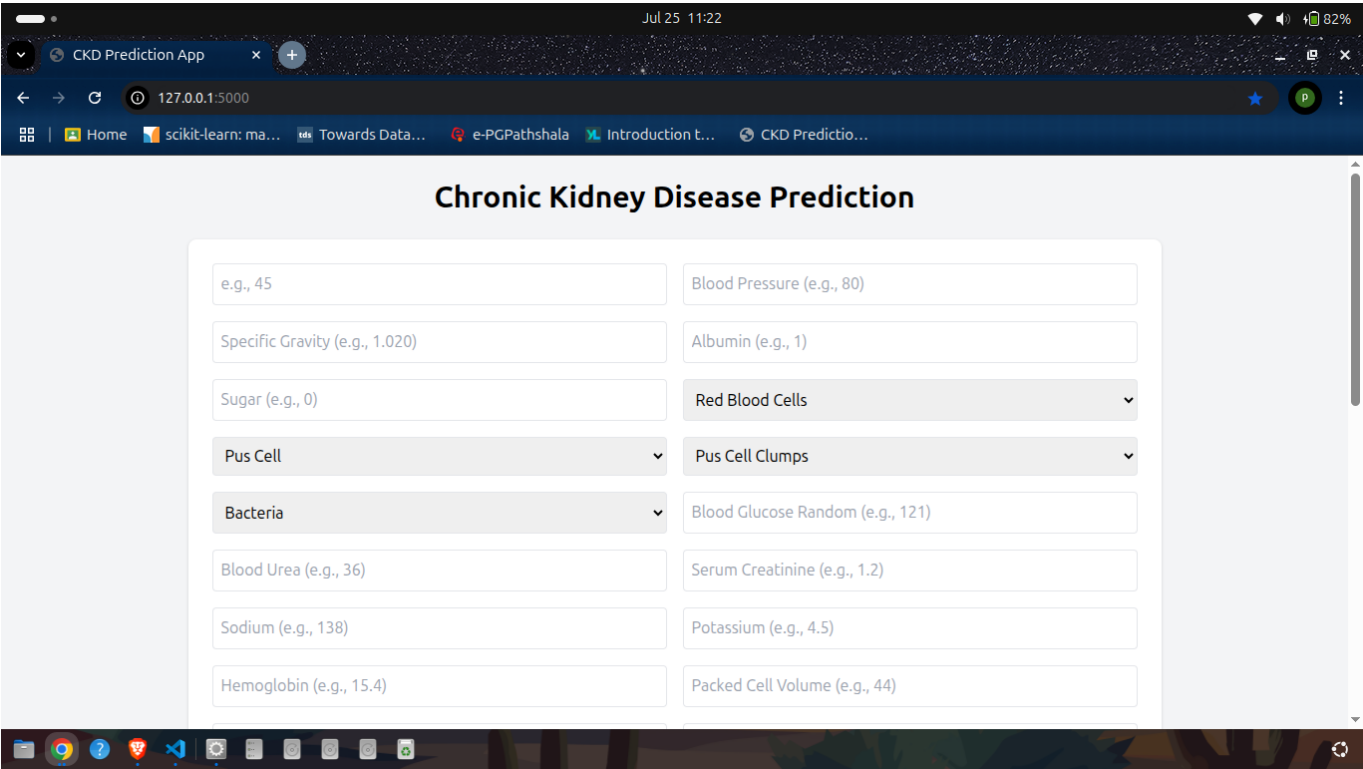 Jul 25 11:22
82%
CKD Prediction App
127.0.0.1:5000
P
Home scikit-learn: ma... tds Towards Data... e-PGPathshala XL Introduction t... CKD Predictio...
Chronic Kidney Disease Prediction
e.g., 45 Blood Pressure (e.g., 80)
Specific Gravity (e.g., 1.020) Albumin (e.g., 1)
Sugar (e.g., 0) Red Blood Cells
Pus Cell Pus Cell Clumps
Bacteria Blood Glucose Random (e.g., 121)
Blood Urea (e.g., 36) Serum Creatinine (e.g., 1.2)
Sodium (e.g., 138) Potassium (e.g., 4.5)
Hemoglobin (e.g., 15.4) Packed Cell Volume (e.g., 44)